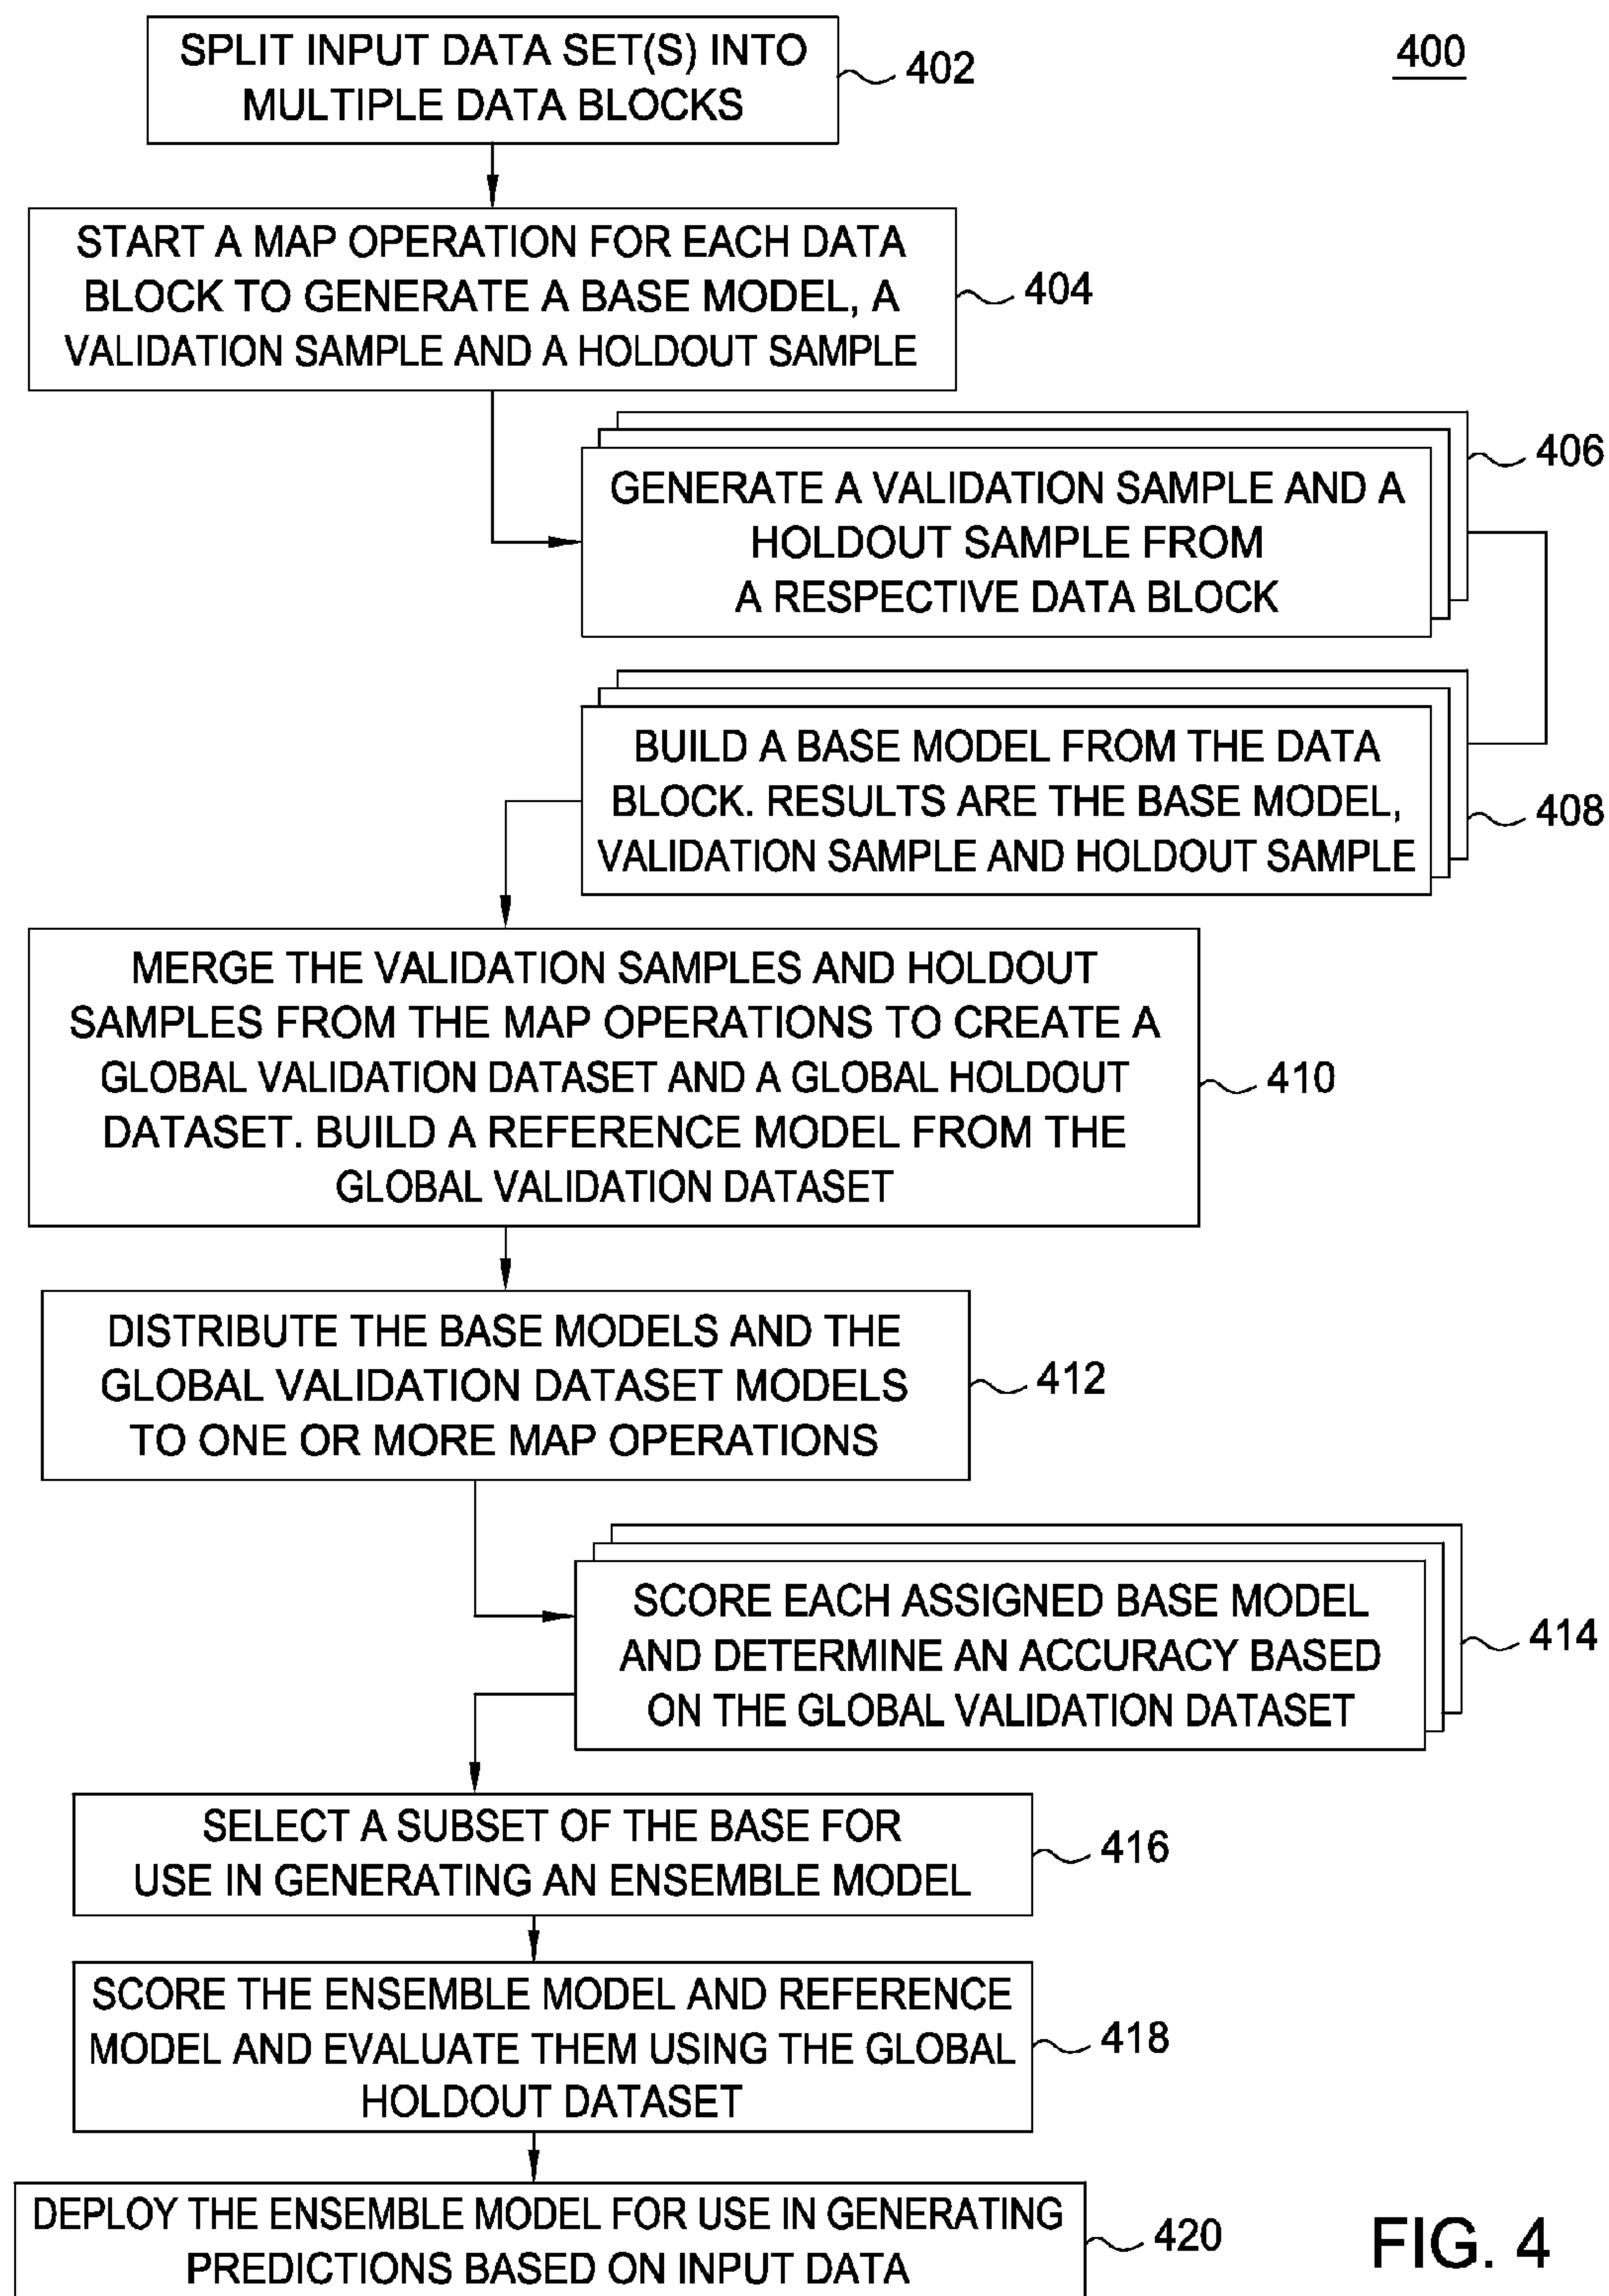 400
SPLIT INPUT DATA SET(S) INTO
MULTIPLE DATA BLOCKS
402
START A MAP OPERATION FOR EACH DATA
BLOCK TO GENERATE A BASE MODEL, A
VALIDATION SAMPLE AND A HOLDOUT SAMPLE
404
GENERATE A VALIDATION SAMPLE AND A
HOLDOUT SAMPLE FROM
A RESPECTIVE DATA BLOCK
406
BUILD A BASE MODEL FROM THE DATA
BLOCK. RESULTS ARE THE BASE MODEL,
VALIDATION SAMPLE AND HOLDOUT SAMPLE
408
MERGE THE VALIDATION SAMPLES AND HOLDOUT
SAMPLES FROM THE MAP OPERATIONS TO CREATE A
GLOBAL VALIDATION DATASET AND A GLOBAL HOLDOUT
DATASET. BUILD A REFERENCE MODEL FROM THE
GLOBAL VALIDATION DATASET
410
DISTRIBUTE THE BASE MODELS AND THE
GLOBAL VALIDATION DATASET MODELS
TO ONE OR MORE MAP OPERATIONS
412
SCORE EACH ASSIGNED BASE MODEL
AND DETERMINE AN ACCURACY BASED
ON THE GLOBAL VALIDATION DATASET
414
SELECT A SUBSET OF THE BASE FOR
USE IN GENERATING AN ENSEMBLE MODEL
416
SCORE THE ENSEMBLE MODEL AND REFERENCE
MODEL AND EVALUATE THEM USING THE GLOBAL
HOLDOUT DATASET
418
DEPLOY THE ENSEMBLE MODEL FOR USE IN GENERATING
PREDICTIONS BASED ON INPUT DATA
420
FIG. 4